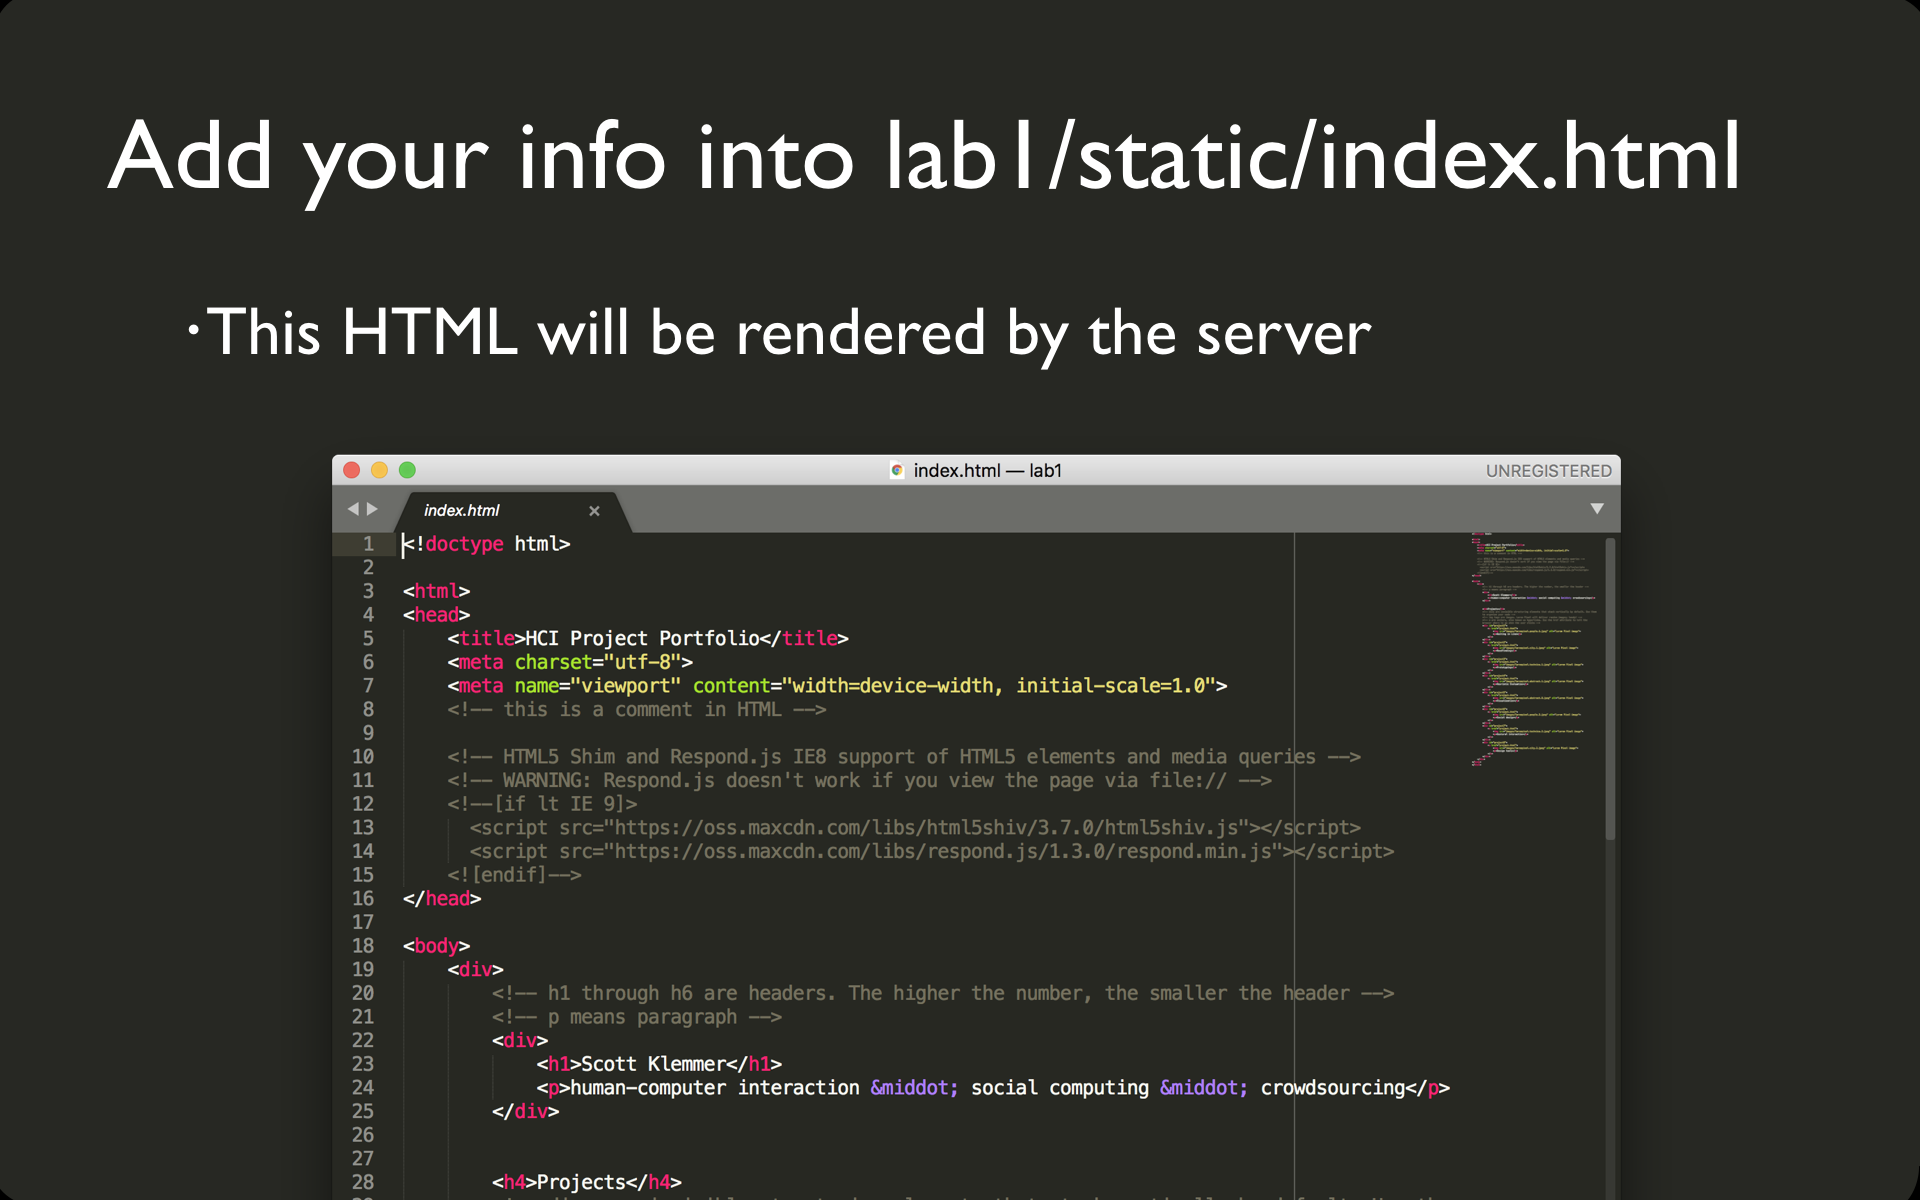 Add your info into lab1/static/index.html
·This HTML will be rendered by the server
index.html — lab1
UNREGISTERED
index.html
1 <!doctype html>
2
3 <html>
4 <head>
5 <title>HCI Project Portfolio</title>
6 <meta charset="utf-8">
7 <meta name="viewport" content="width=device-width, initial-scale=1.0">
8 <!-- this is a comment in HTML -->
9
10 <!-- HTML5 Shim and Respond.js IE8 support of HTML5 elements and media queries -->
11 <!-- WARNING: Respond.js doesn't work if you view the page via file:// -->
12 <!--[if lt IE 9]>
13 <script src="https://oss.maxcdn.com/libs/html5shiv/3.7.0/html5shiv.js"></script>
14 <script src="https://oss.maxcdn.com/libs/respond.js/1.3.0/respond.min.js"></script>
15 <![endif]-->
16 </head>
17
18 <body>
19 <div>
20 <!-- h1 through h6 are headers. The higher the number, the smaller the header -->
21 <!-- p means paragraph -->
22 <div>
23 <h1>Scott Klemmer</h1>
24 <p>human-computer interaction &middot; social computing &middot; crowdsourcing</p>
25 </div>
26
27
28 <h4>Projects</h4>